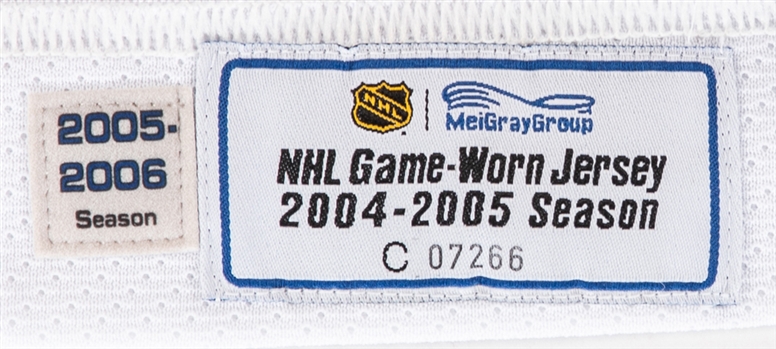 2005-
2006
Season
NHL
MeiGrayGroup
NHL Game-Worn Jersey
2004-2005 Season
C 07266